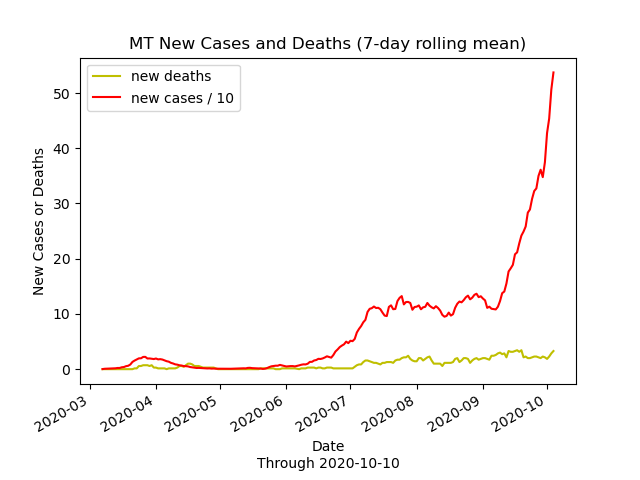 MT New Cases and Deaths (7-day rolling mean)
new deaths
new cases / 10
50
40
30
20
10
0
New Cases or Deaths
2020-03
2020-04
2020-05
2020-06
2020-07
2020-08
2020-09
2020-10
Date
Through 2020-10-10